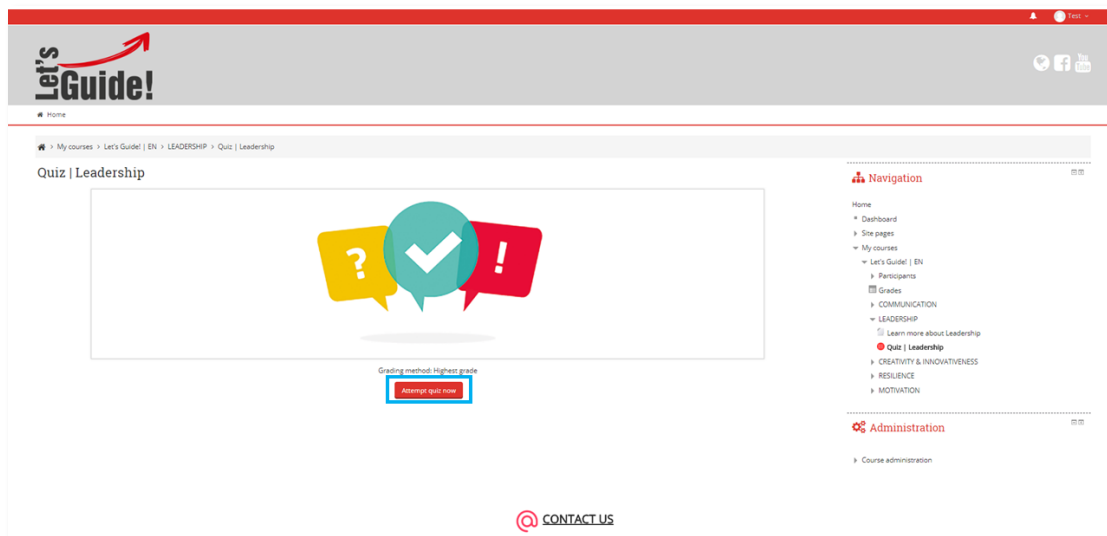 Test
Let's
Guide!
You
Tube
Home
My courses > Let's Guide! | EN > LEADERSHIP > Quiz | Leadership
Quiz | Leadership
?
!
Grading method: Highest grade
Attempt quiz now
Navigation
Home
Dashboard
Site pages
My courses
Let's Guide! | EN
Participants
Grades
COMMUNICATION
LEADERSHIP
Learn more about Leadership
Quiz | Leadership
CREATIVITY & INNOVATIVENESS
RESILIENCE
MOTIVATION
Administration
Course administration
@ CONTACT US